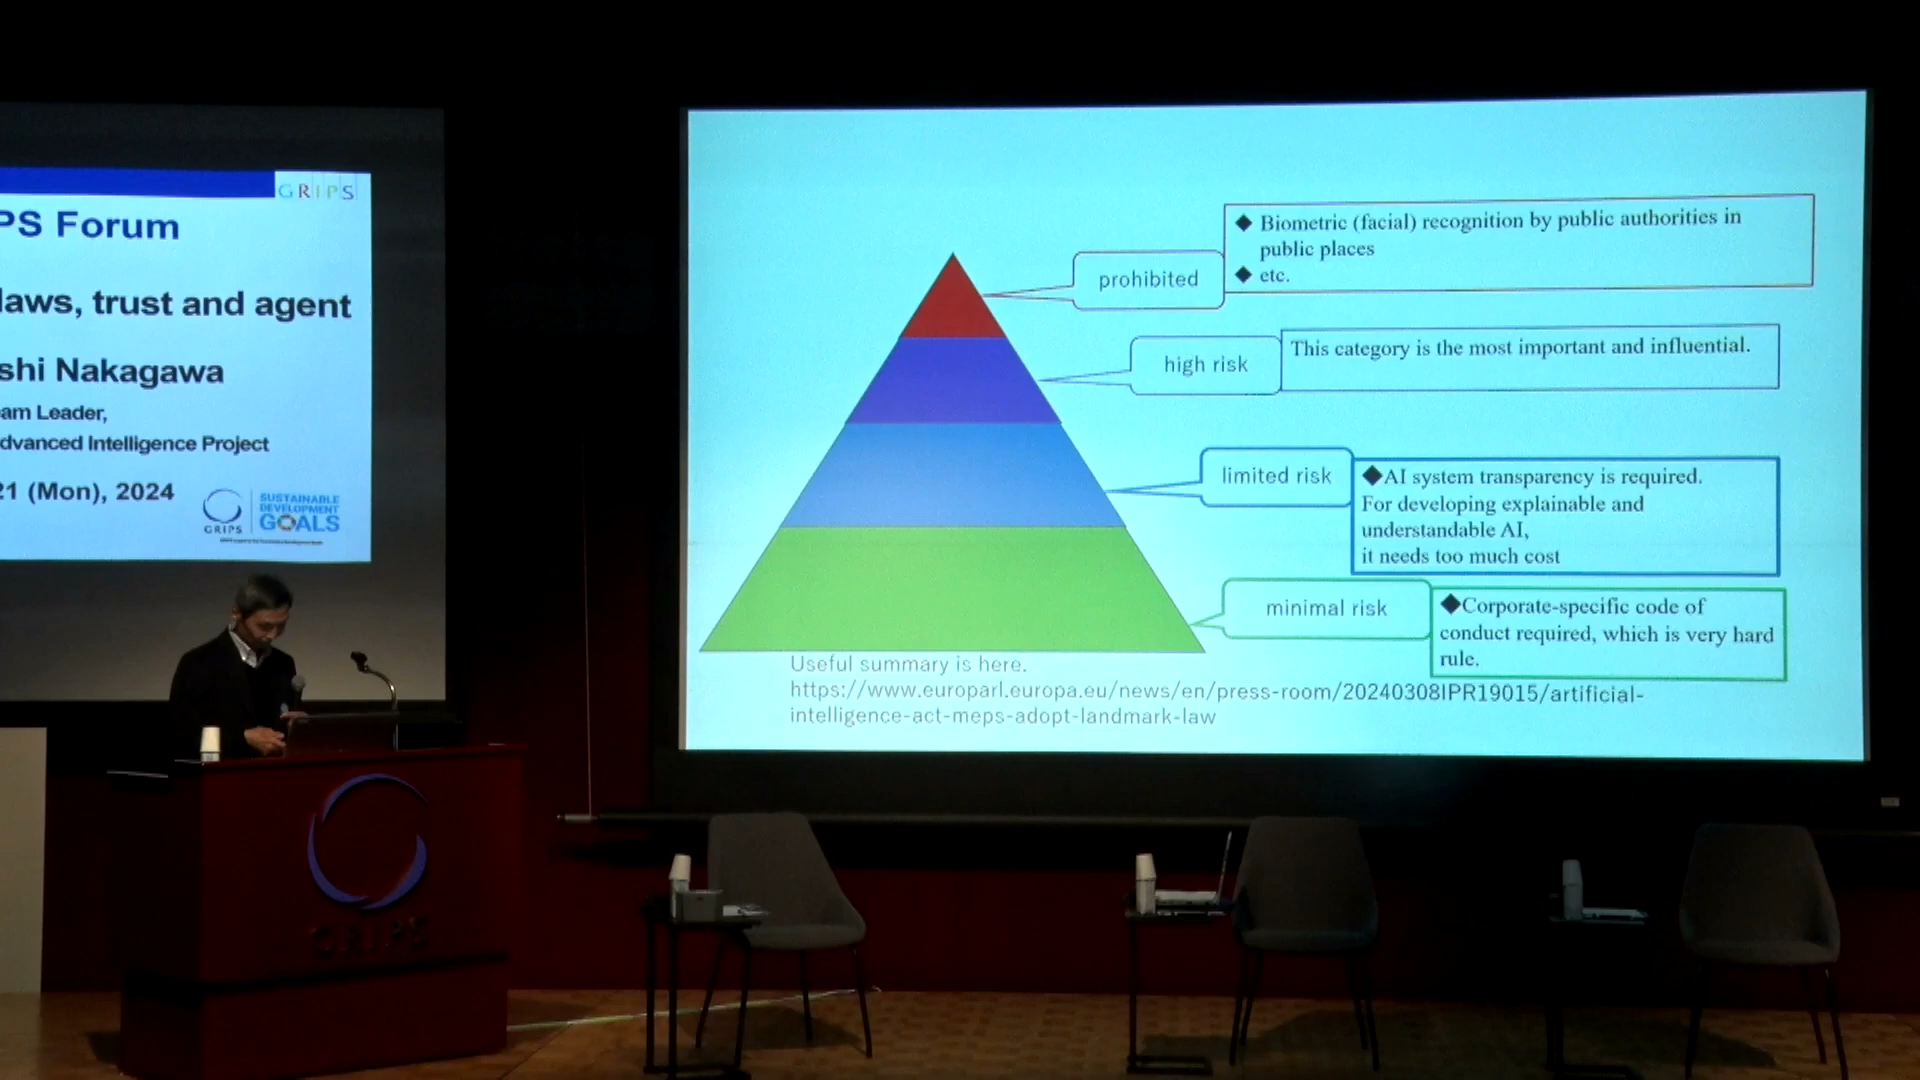 GRIPS
PS Forum
laws, trust and agent
shi Nakagawa
am Leader,
dvanced Intelligence Project
21 (Mon), 2024
GRIPS
SUSTAINABLE
DEVELOPMENT
GOALS
GRIPS
prohibited
◆ Biometric (facial) recognition by public authorities in
public places
◆ etc.
high risk
This category is the most important and influential.
limited risk
◆AI system transparency is required.
For developing explainable and
understandable AI,
it needs too much cost
minimal risk
◆Corporate-specific code of
conduct required, which is very hard
rule.
Useful summary is here.
https://www.europarl.europa.eu/news/en/press-room/20240308IPR19015/artificial-
intelligence-act-meps-adopt-landmark-law